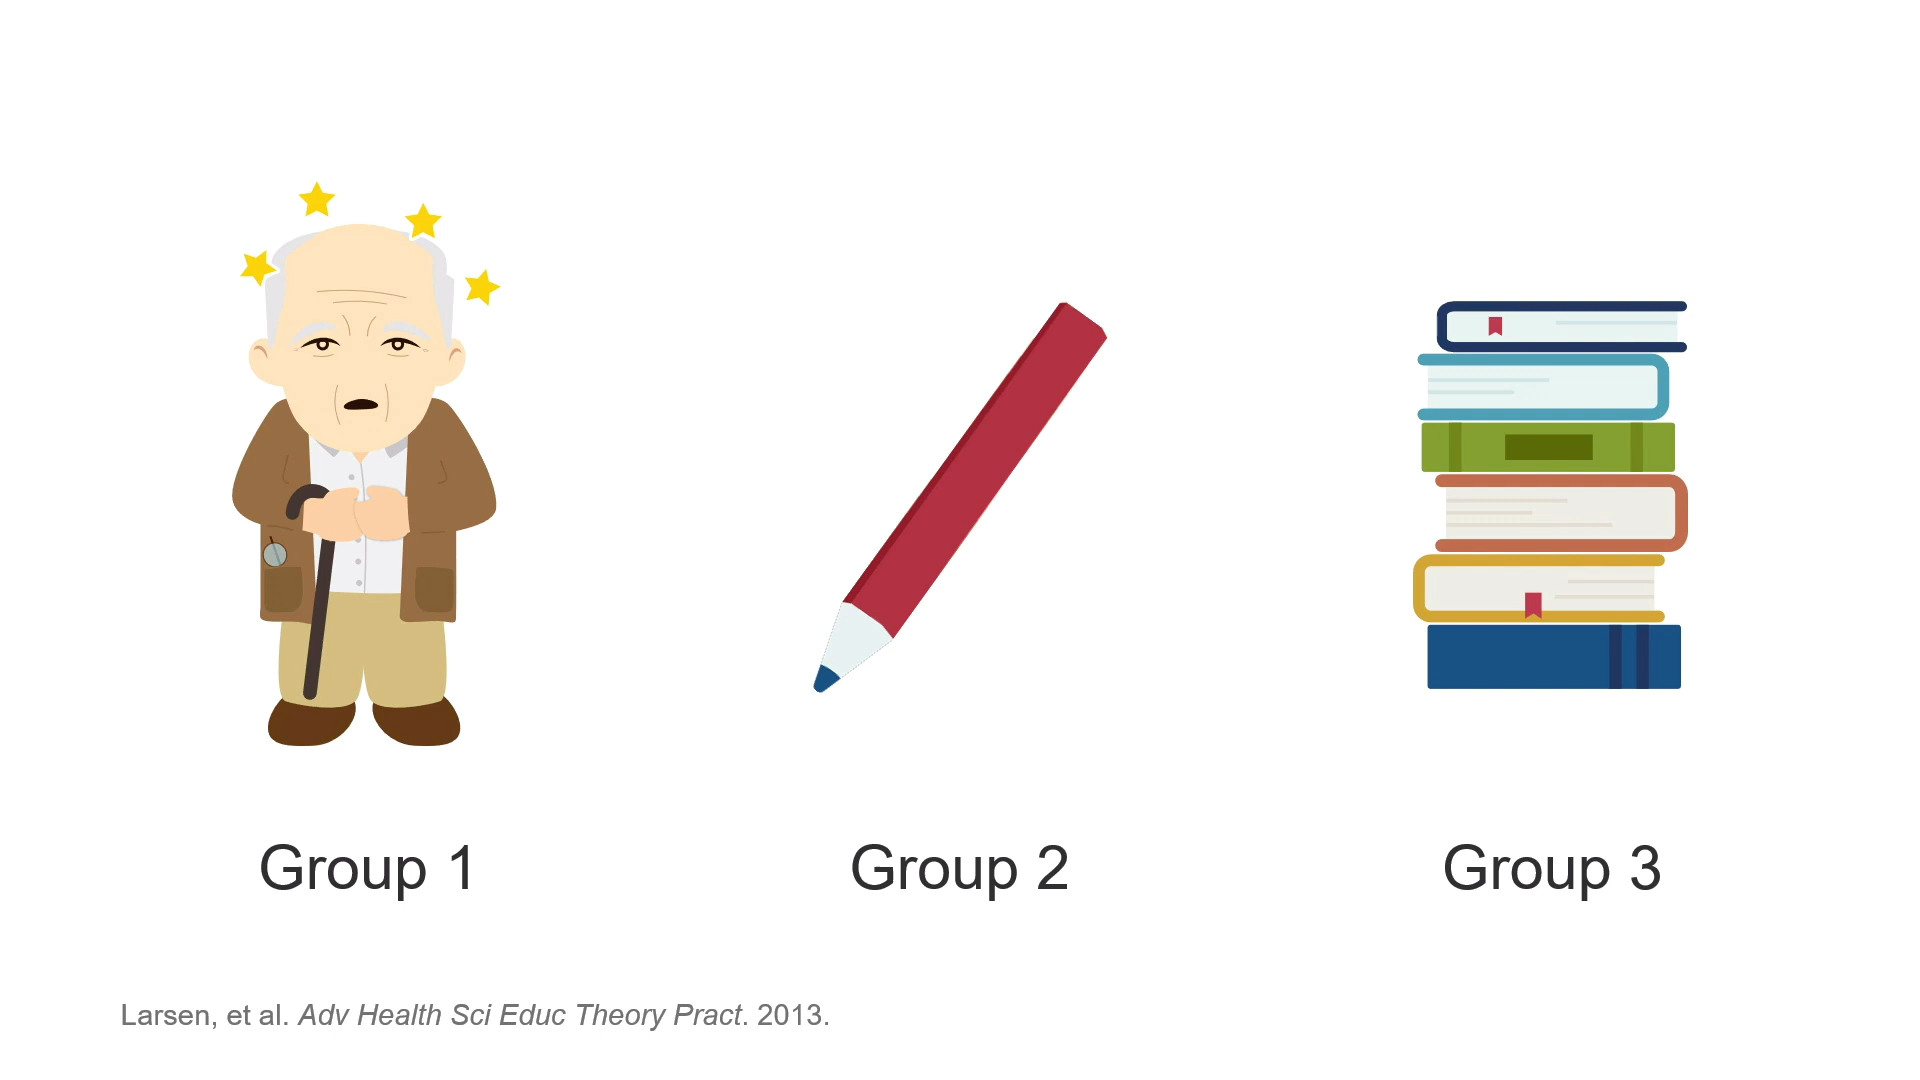 Group 1
Group 2
Group 3
Larsen, et al. Adv Health Sci Educ Theory Pract. 2013.